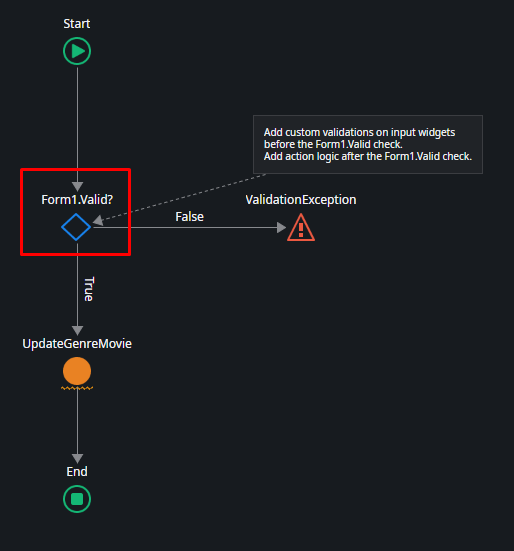 Start
Add custom validations on input widgets
before the Form1.Valid check.
Add action logic after the Form1.Valid check.
Form1.Valid?
ValidationException
False
True
UpdateGenreMovie
End